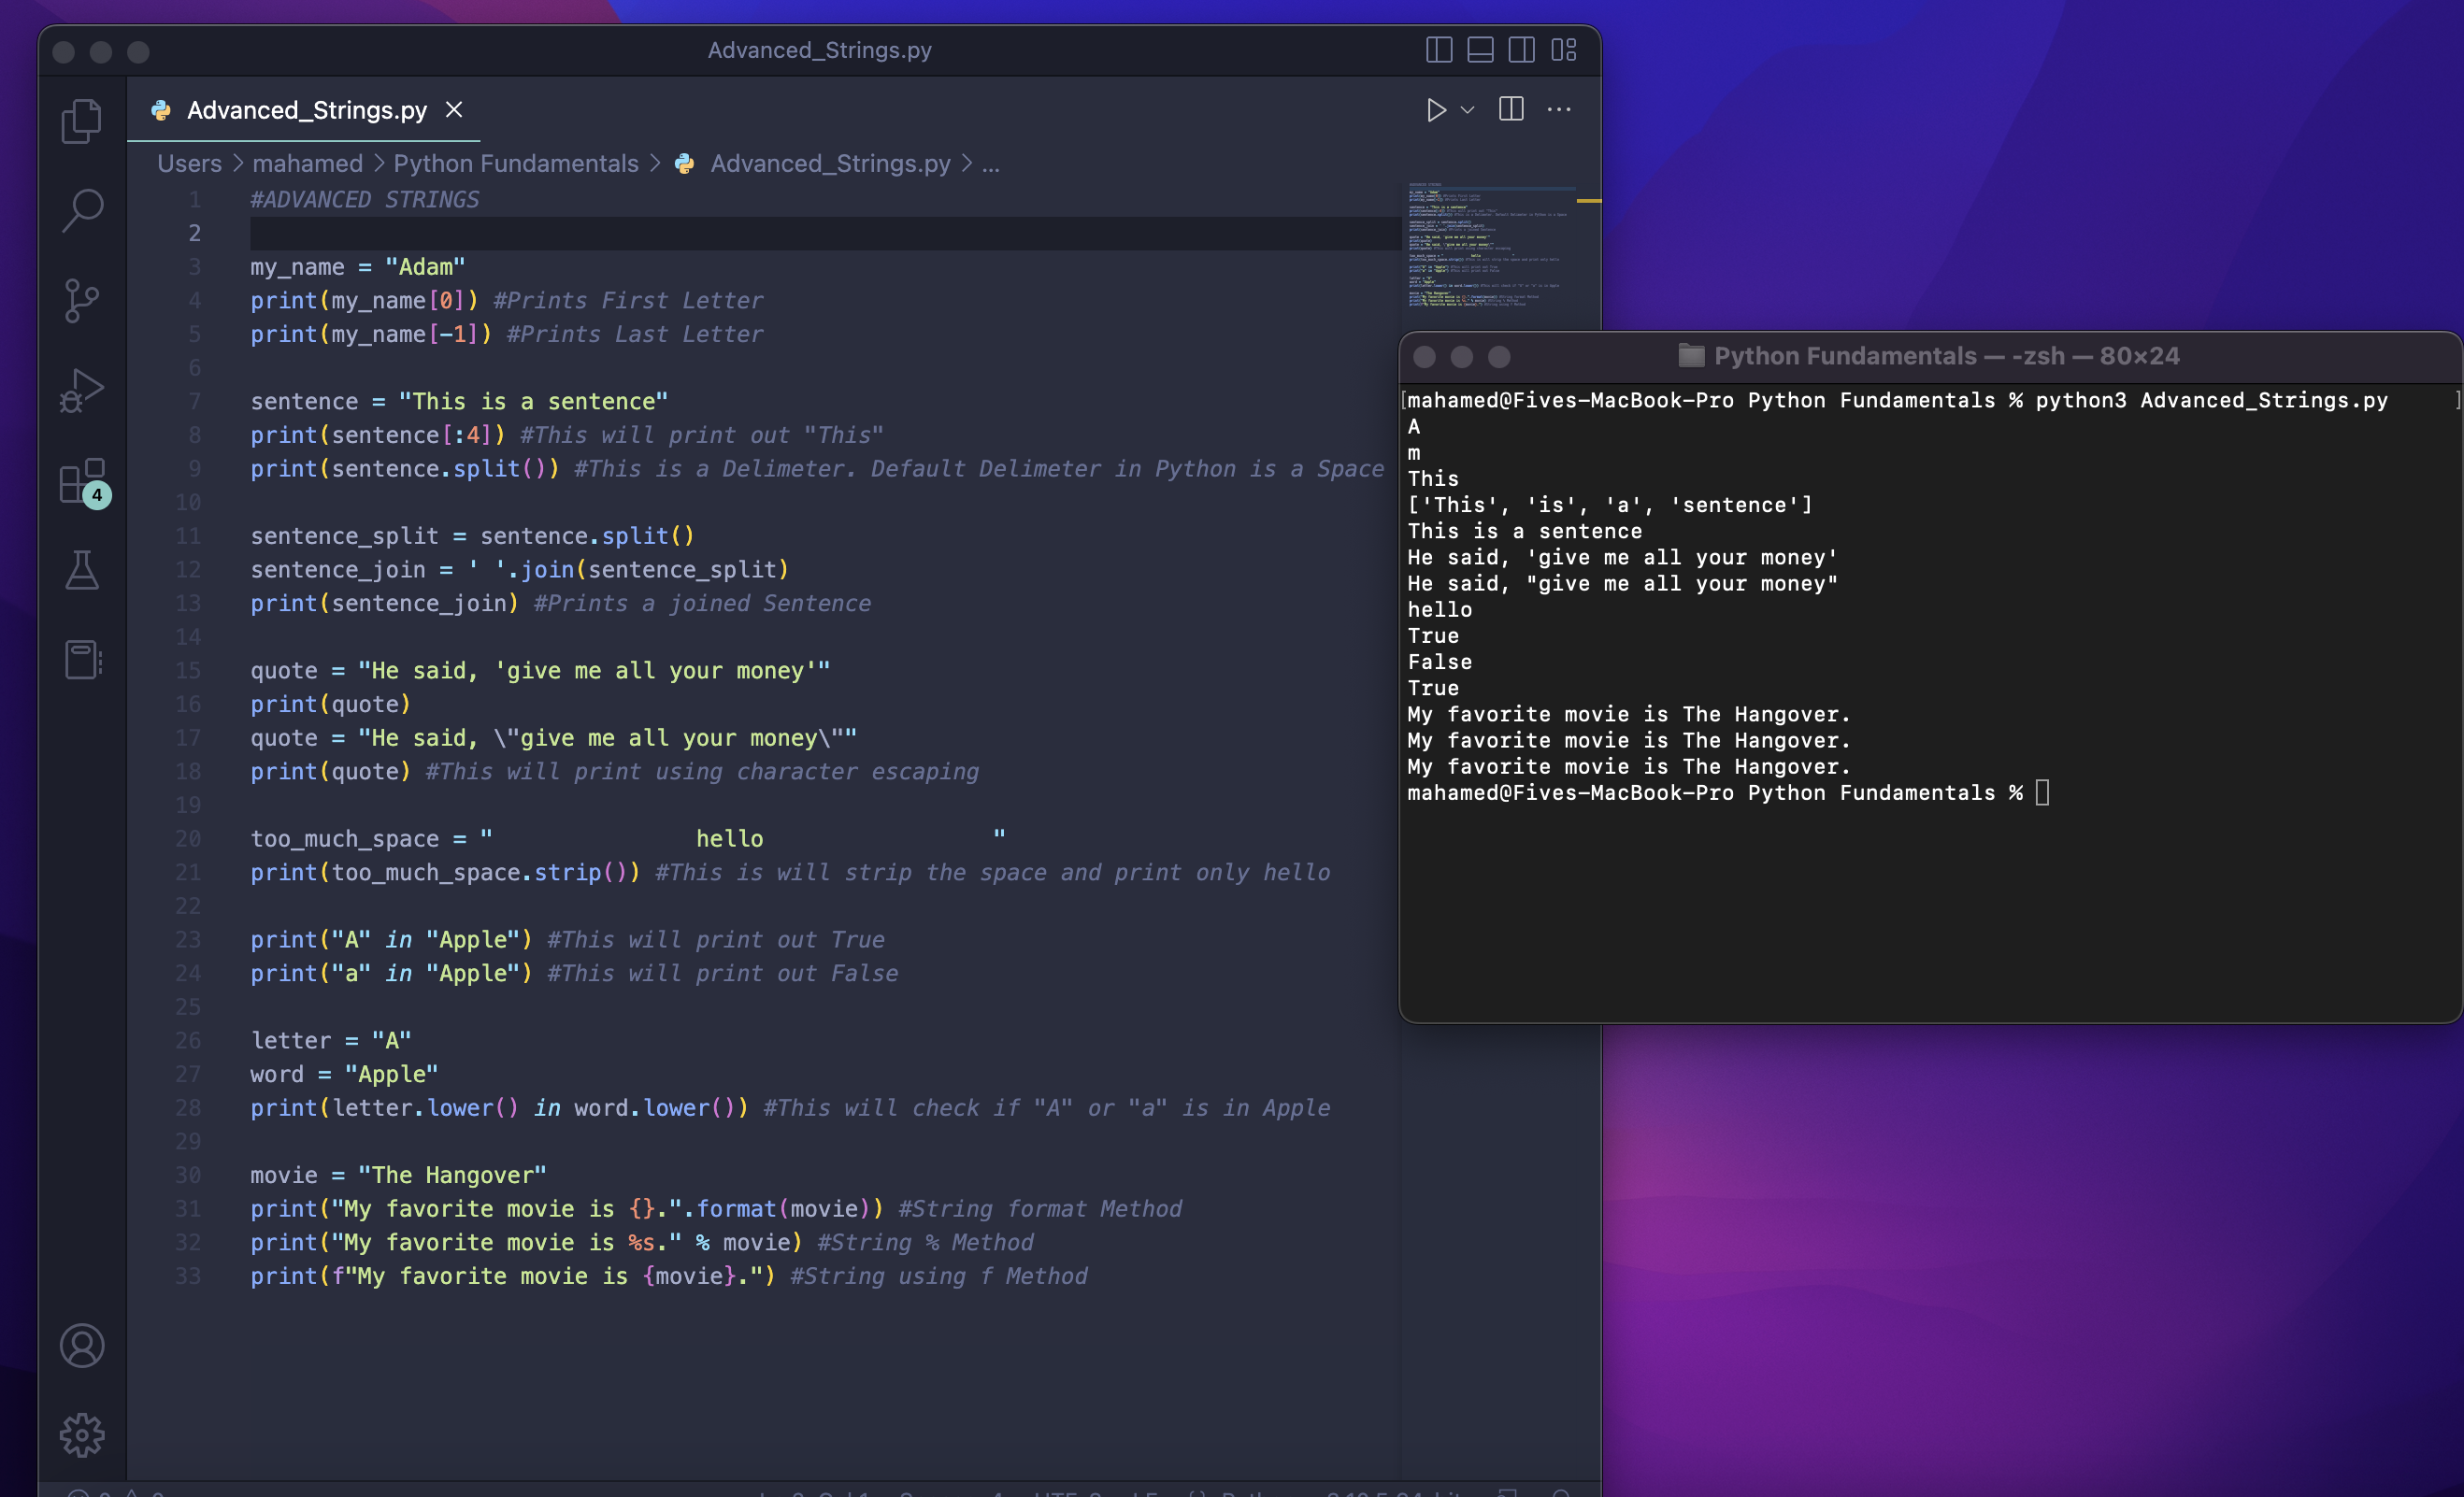 Advanced_Strings.py
Advanced_Strings.py
Users > mahamed > Python Fundamentals > Advanced_Strings.py > ...
1 #ADVANCED STRINGS
2
3 my_name = "Adam"
4 print(my_name[0]) #Prints First Letter
5 print(my_name[-1]) #Prints Last Letter
6
7 sentence = "This is a sentence"
8 print(sentence[:4]) #This will print out "This"
9 print(sentence.split()) #This is a Delimeter. Default Delimeter in Python is a Space
10
11 sentence_split = sentence.split()
12 sentence_join = ' '.join(sentence_split)
13 print(sentence_join) #Prints a joined Sentence
14
15 quote = "He said, 'give me all your money'"
16 print(quote)
17 quote = "He said, \"give me all your money\""
18 print(quote) #This will print using character escaping
19
20 too_much_space = "               hello                 "
21 print(too_much_space.strip()) #This is will strip the space and print only hello
22
23 print("A" in "Apple") #This will print out True
24 print("a" in "Apple") #This will print out False
25
26 letter = "A"
27 word = "Apple"
28 print(letter.lower() in word.lower()) #This will check if "A" or "a" is in Apple
29
30 movie = "The Hangover"
31 print("My favorite movie is {}.".format(movie)) #String format Method
32 print("My favorite movie is %s." % movie) #String % Method
33 print(f"My favorite movie is {movie}.") #String using f Method
4
Python Fundamentals — -zsh — 80×24
[mahamed@Fives-MacBook-Pro Python Fundamentals % python3 Advanced_Strings.py ]
A
m
This
['This', 'is', 'a', 'sentence']
This is a sentence
He said, 'give me all your money'
He said, "give me all your money"
hello
True
False
True
My favorite movie is The Hangover.
My favorite movie is The Hangover.
My favorite movie is The Hangover.
mahamed@Fives-MacBook-Pro Python Fundamentals %